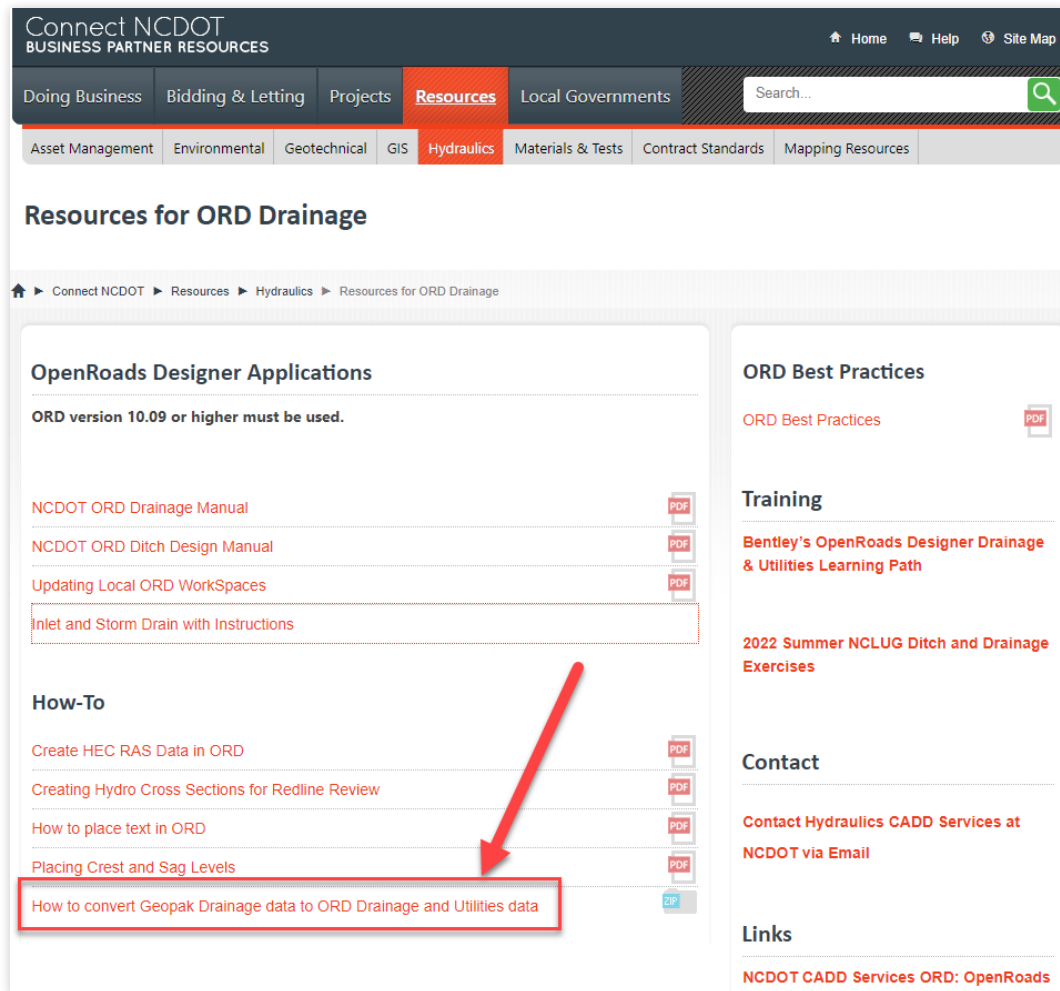 Connect NCDOT
BUSINESS PARTNER RESOURCES
Home Help Site Map
Doing Business Bidding & Letting Projects Resources Local Governments
Search...
Asset Management Environmental Geotechnical GIS Hydraulics Materials & Tests Contract Standards Mapping Resources
Resources for ORD Drainage
Connect NCDOT Resources Hydraulics Resources for ORD Drainage
OpenRoads Designer Applications
ORD version 10.09 or higher must be used.
NCDOT ORD Drainage Manual
PDF
NCDOT ORD Ditch Design Manual
PDF
Updating Local ORD WorkSpaces
PDF
Inlet and Storm Drain with Instructions
How-To
Create HEC RAS Data in ORD
PDF
Creating Hydro Cross Sections for Redline Review
PDF
How to place text in ORD
PDF
Placing Crest and Sag Levels
PDF
How to convert Geopak Drainage data to ORD Drainage and Utilities data
ZIP
ORD Best Practices
ORD Best Practices
PDF
Training
Bentley's OpenRoads Designer Drainage
& Utilities Learning Path
2022 Summer NCLUG Ditch and Drainage
Exercises
Contact
Contact Hydraulics CADD Services at
NCDOT via Email
Links
NCDOT CADD Services ORD: OpenRoads